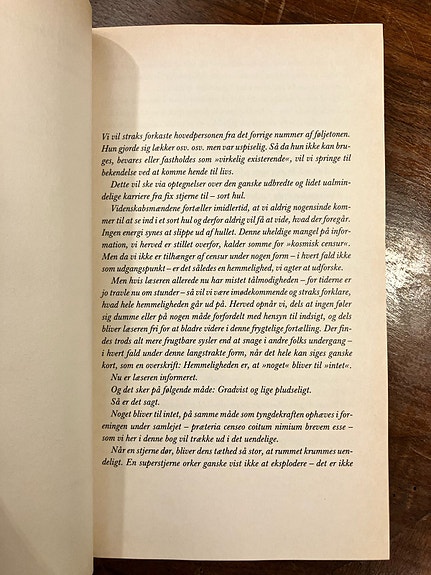 Vi vil straks forkaste hovedpersonen fra det forrige nummer af føljetonen.
Hun gjorde sig lækker osv. osv. men var uspiselig. Så da hun ikke kan bru-
ges, bevares eller fastholdes som »virkelig existerende«, vil vi springe til
bekendelse ved at komme hende til livs.
Dette vil ske via optegnelser over den ganske udbredte og lidet ualmin-
delige karriere fra fix stjerne til – sort hul.
Videnskabsmændene fortæller imidlertid, at vi aldrig nogensinde kom-
mer til at se ind i et sort hul og derfor aldrig vil få at vide, hvad der foregår.
Ingen energi synes at slippe ud af hullet. Denne uheldige mangel på infor-
mation, vi herved er stillet overfor, kalder somme for »kosmisk censur«.
Men da vi ikke er tilhænger af censur under nogen form – i hvert fald ikke
som udgangspunkt – er det således en hemmelighed, vi agter at udforske.
Men hvis læseren allerede nu har mistet tålmodigheden – for tiderne er
jo travle nu om stunder – så vil vi være imødekommende og straks forklare,
hvad hele hemmeligheden går ud på. Herved opnår vi, dels at ingen føler
sig dumme eller på nogen måde forfordelt med hensyn til indsigt, og dels
bliver læseren fri for at bladre videre i denne frygtelige fortælling. Der fin-
des trods alt mere frugtbare sysler end at snage i andre folks undergang –
i hvert fald under denne langstrakte form, når det hele kan siges ganske
kort, som en overskrift: Hemmeligheden er, at »noget« bliver til »intet«.
Nu er læseren informeret.
Og det sker på følgende måde: Gradvist og lige pludseligt.
Så er det sagt.
Noget bliver til intet, på samme måde som tyngdekraften ophæves i for-
eningen under samlejet – præteria censeo coitum nimium brevem esse –
som vi her i denne bog vil trække ud i det uendelige.
Når en stjerne dør, bliver dens tæthed så stor, at rummet krummes uen-
deligt. En superstjerne orker ganske vist ikke at eksplodere – det er ikke